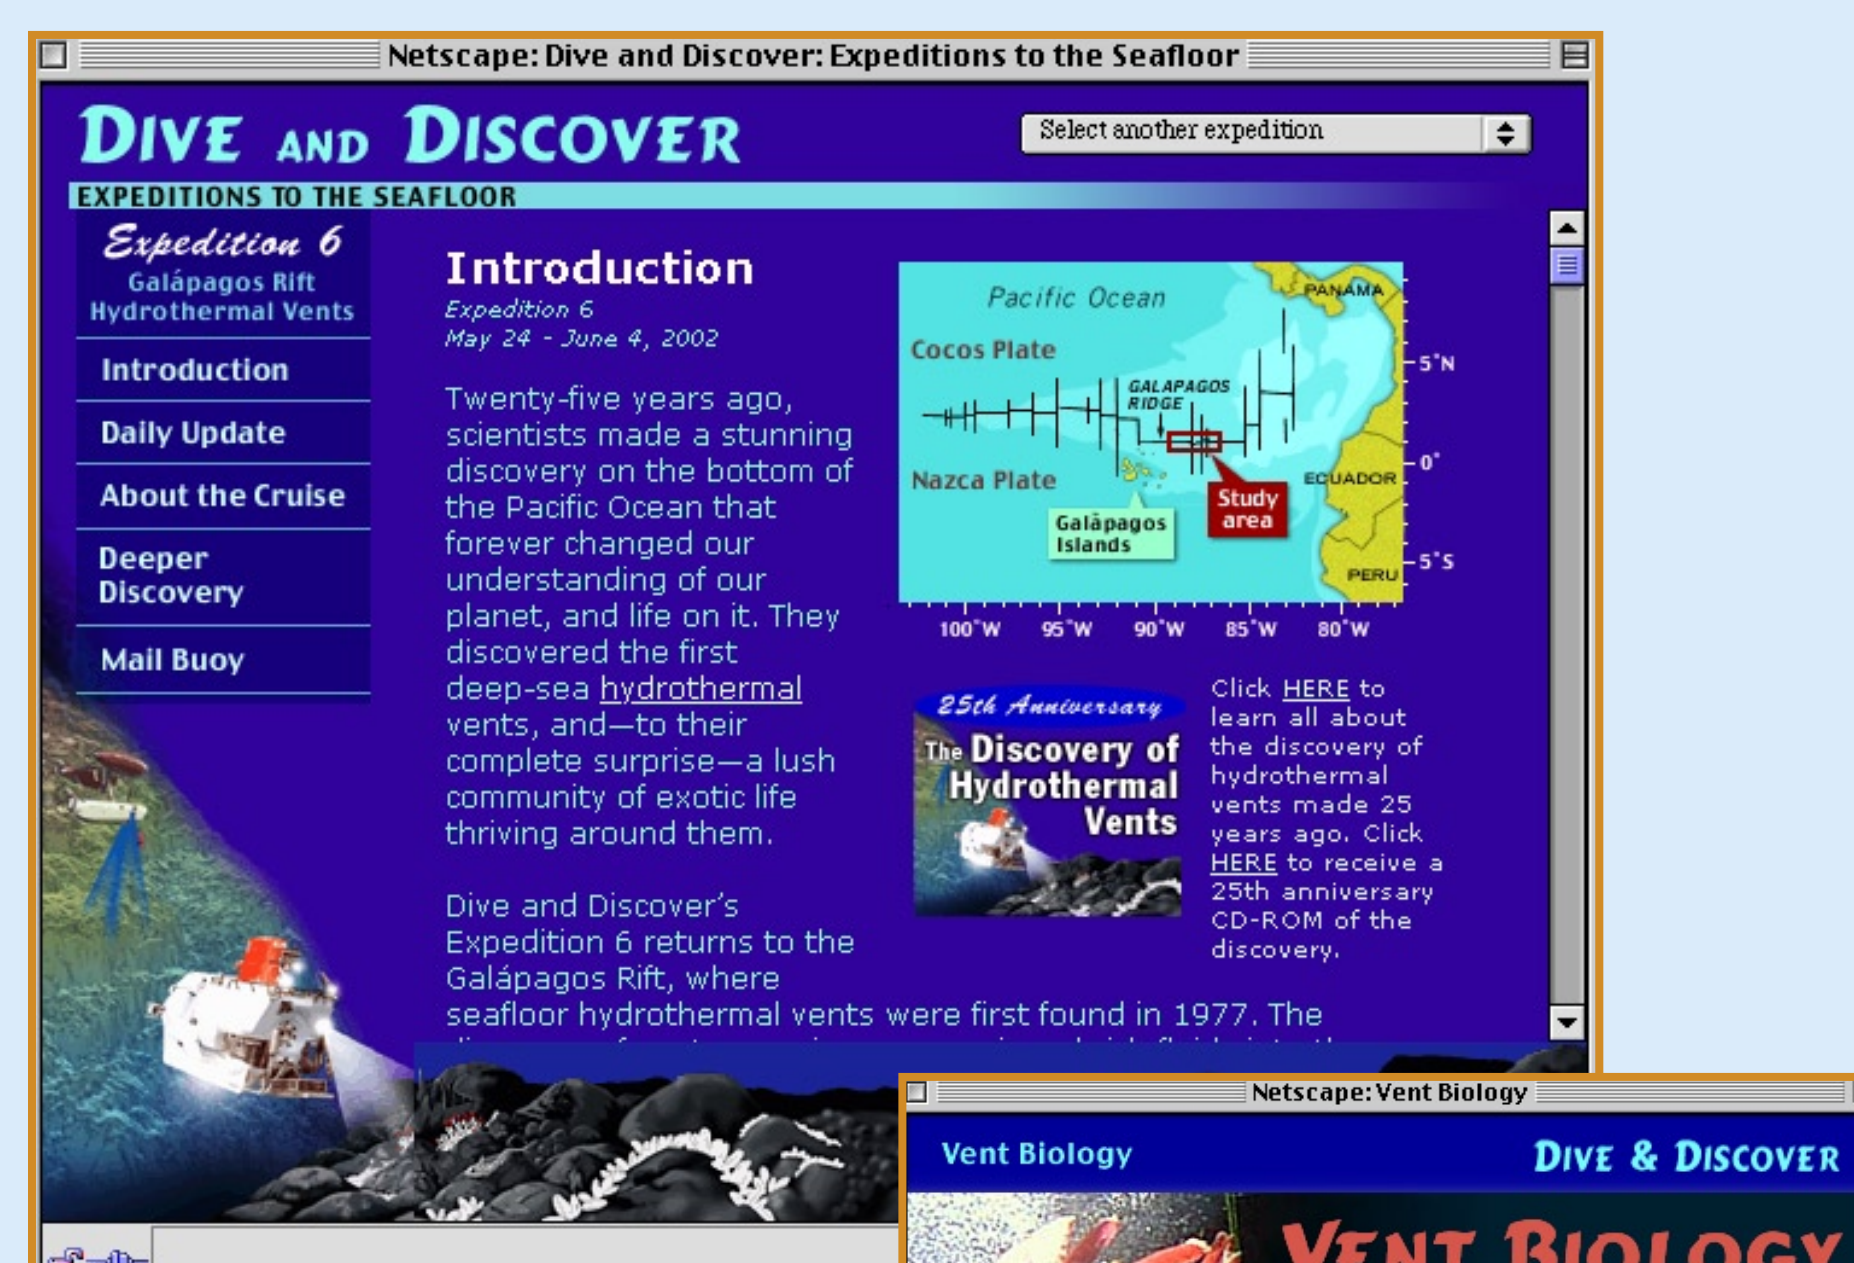 Netscape: Dive and Discover: Expeditions to the Seafloor
DIVE AND DISCOVER
Select another expedition
EXPEDITIONS TO THE SEAFLOOR
Expedition 6
Galápagos Rift
Hydrothermal Vents
Introduction
Daily Update
About the Cruise
Deeper
Discovery
Mail Buoy
Introduction
Expedition 6
May 24 - June 4, 2002
Twenty-five years ago,
scientists made a stunning
discovery on the bottom of
the Pacific Ocean that
forever changed our
understanding of our
planet, and life on it. They
discovered the first
deep-sea hydrothermal
vents, and—to their
complete surprise—a lush
community of exotic life
thriving around them.
Dive and Discover's
Expedition 6 returns to the
Galápagos Rift, where
seafloor hydrothermal vents were first found in 1977. The
Pacific Ocean
PANAMA
Cocos Plate
5°N
GALAPAGOS
RIDGE
0°
Nazca Plate
ECUADOR
Study
area
Galápagos
Islands
5°S
PERU
100°W 95°W 90°W 85°W 80°W
25th Anniversary
The Discovery of
Hydrothermal
Vents
Click HERE to
learn all about
the discovery of
hydrothermal
vents made 25
years ago. Click
HERE to receive a
25th anniversary
CD-ROM of the
discovery.
Netscape: Vent Biology
Vent Biology
DIVE & DISCOVER
VENT BIOLOGY